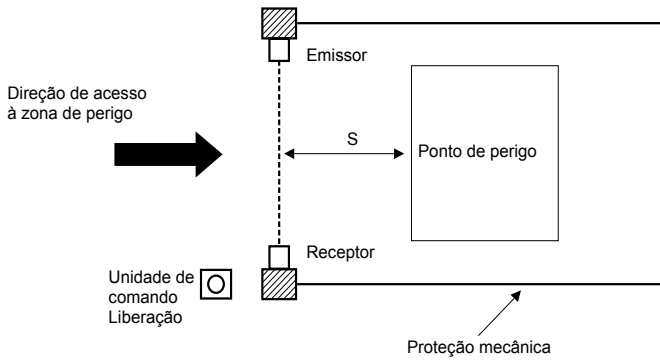 Emissor
Direção de acesso
à zona de perigo
S
Ponto de perigo
Receptor
Unidade de
comando
Liberação
Proteção mecânica